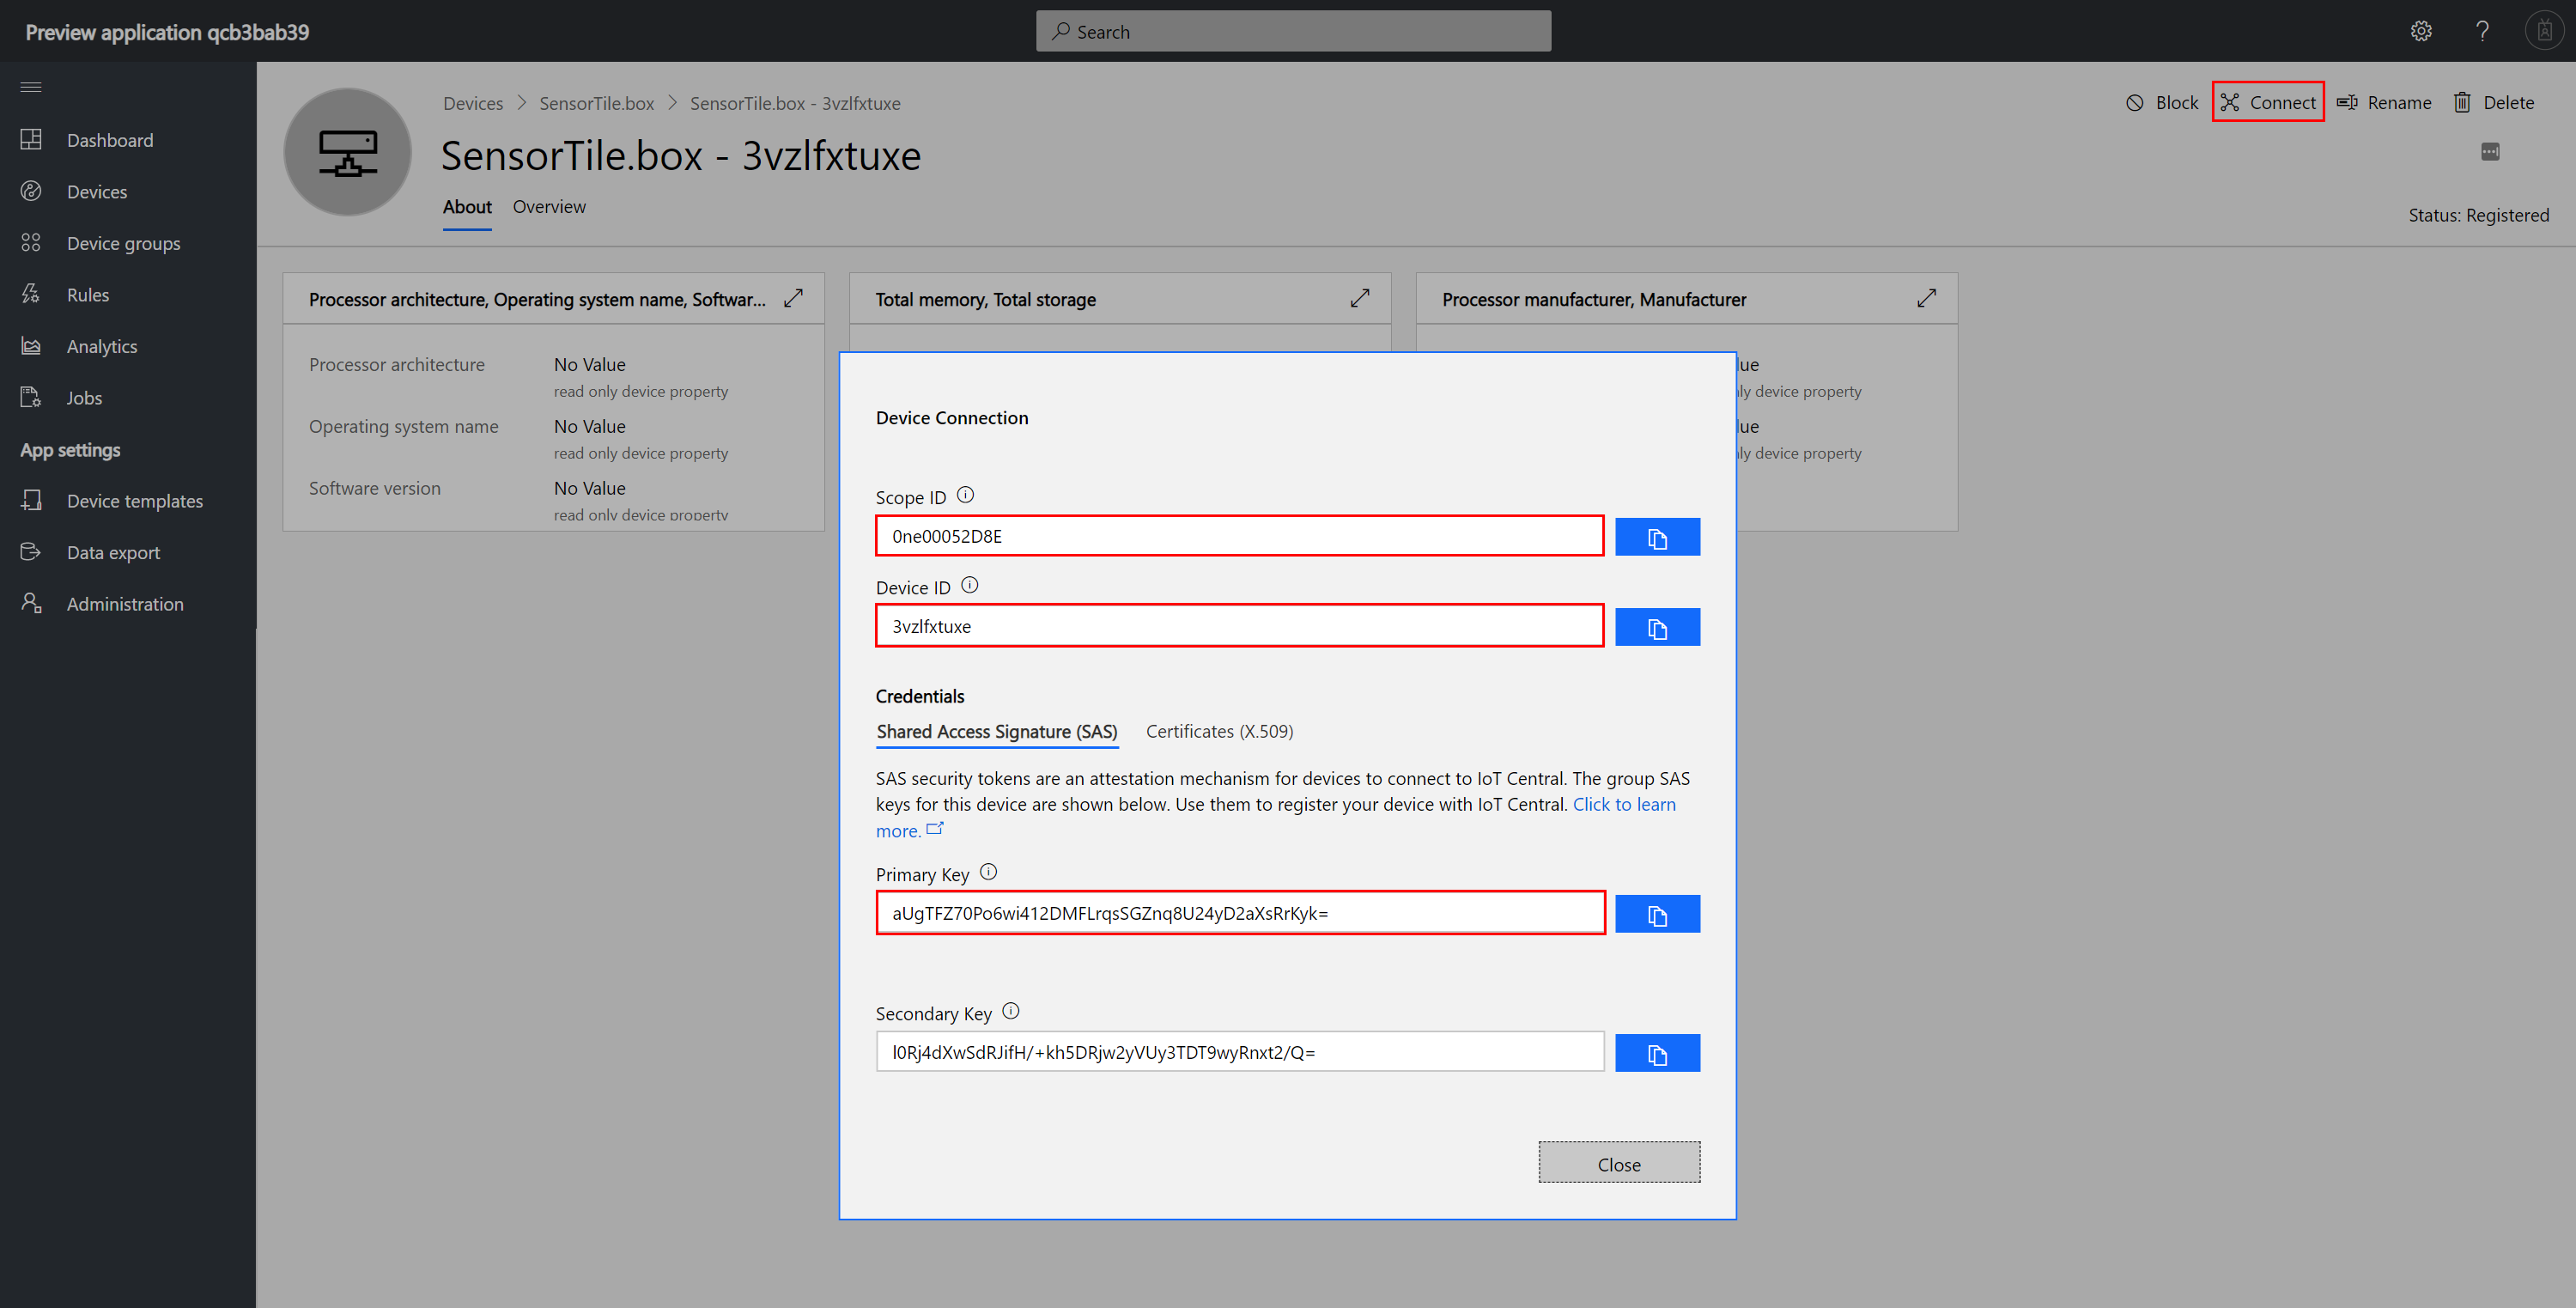 Preview application qcb3bab39
Search
Dashboard
Devices
Device groups
Rules
Analytics
Jobs
App settings
Device templates
Data export
Administration
Devices > SensorTile.box > SensorTile.box - 3vzlfxtuxe
Block Connect Rename Delete
SensorTile.box - 3vzlfxtuxe
About Overview
Status: Registered
Processor architecture, Operating system name, Softwar...
Processor architecture No Value
read only device property
Operating system name No Value
read only device property
Software version No Value
read only device property
Total memory, Total storage
Processor manufacturer, Manufacturer
lue
nly device property
lue
nly device property
Device Connection
Scope ID
0ne00052D8E
Device ID
3vzlfxtuxe
Credentials
Shared Access Signature (SAS) Certificates (X.509)
SAS security tokens are an attestation mechanism for devices to connect to IoT Central. The group SAS
keys for this device are shown below. Use them to register your device with IoT Central. Click to learn
more.
Primary Key
aUgTFZ70Po6wi412DMFLrqsSGZnq8U24yD2aXsRrKyk=
Secondary Key
l0Rj4dXwSdRJifH/+kh5DRjw2yVUy3TDT9wyRnxt2/Q=
Close